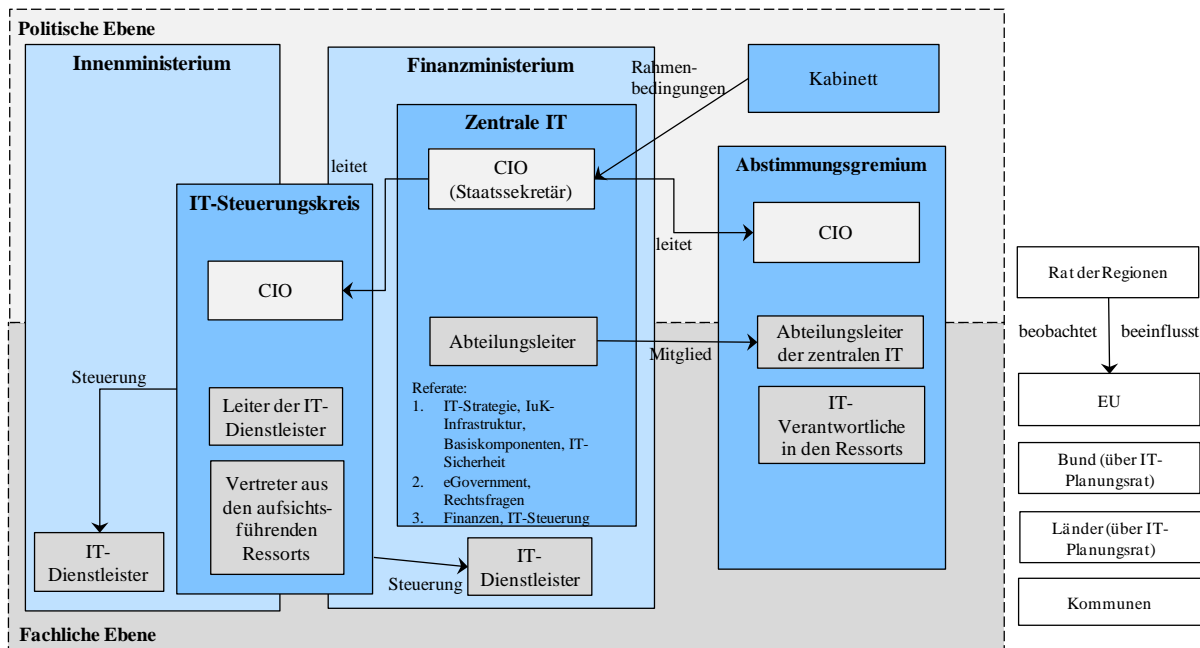 Politische Ebene
Innenministerium
Finanzministerium
Rahmen-
bedingungen
Kabinett
Zentrale IT
CIO
(Staatssekretär)
leitet
Abstimmungsgremium
IT-Steuerungskreis
CIO
leitet
CIO
Rat der Regionen
beobachtet
beeinflusst
Abteilungsleiter
Mitglied
Abteilungsleiter
der zentralen IT
Steuerung
Leiter der IT-
Dienstleister
Referate:
1. IT-Strategie, IuK-
Infrastruktur,
Basiskomponenten, IT-
Sicherheit
2. eGovernment,
Rechtsfragen
3. Finanzen, IT-Steuerung
IT-
Verantwortliche
in den Ressorts
EU
Bund (über IT-
Planungsrat)
Vertreter aus
den aufsichts-
führenden
Ressorts
Länder (über IT-
Planungsrat)
IT-
Dienstleister
Steuerung
IT-
Dienstleister
Kommunen
Fachliche Ebene